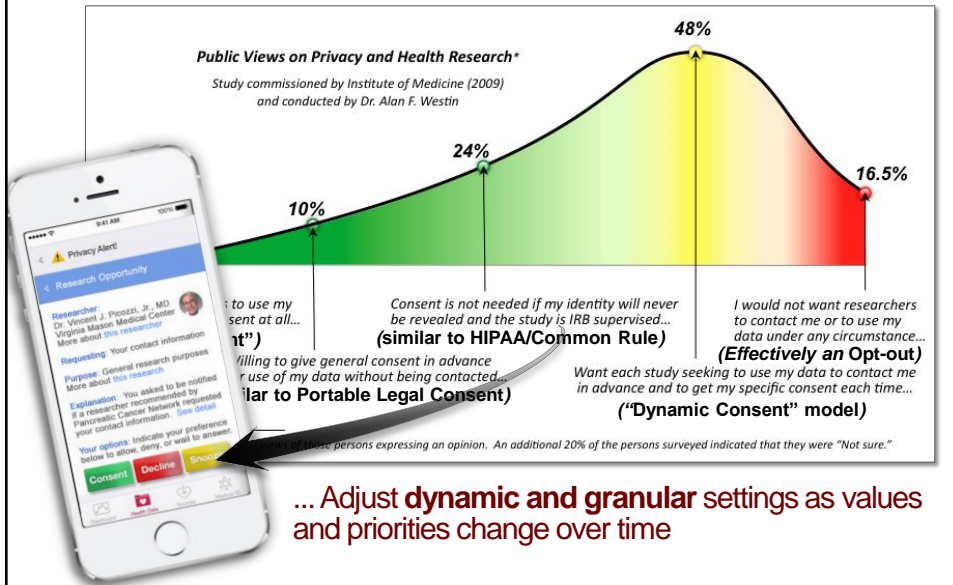 48%
Public Views on Privacy and Health Research*
Study commissioned by Institute of Medicine (2009)
and conducted by Dr. Alan F. Westin
24%
16.5%
10%
9:41 AM
100%
Privacy Alert!
Research Opportunity
Researcher:
Dr. Vincent J. Picozzi, Jr., MD
Virginia Mason Medical Center
More about this researcher
Requesting: Your contact information
Purpose: General research purposes
More about this research
Explanation: You asked to be notified
if a researcher recommended by
Pancreatic Cancer Network requested
your contact information. See detail
Your options: Indicate your preference
below to allow, deny, or wait to answer.
Consent
Decline
Dashboard
Health Data
s to use my
sent at all...
nt")
illing to give general consent in advance
use of my data without being contacted...
ilar to Portable Legal Consent)
Consent is not needed if my identity will never
be revealed and the study is IRB supervised...
(similar to HIPAA/Common Rule)
Want each study seeking to use my data to contact me
in advance and to get my specific consent each time...
("Dynamic Consent" model)
I would not want researchers
to contact me or to use my
data under any circumstance...
(Effectively an Opt-out)
of those persons expressing an opinion. An additional 20% of the persons surveyed indicated that they were "Not sure."
... Adjust dynamic and granular settings as values
and priorities change over time